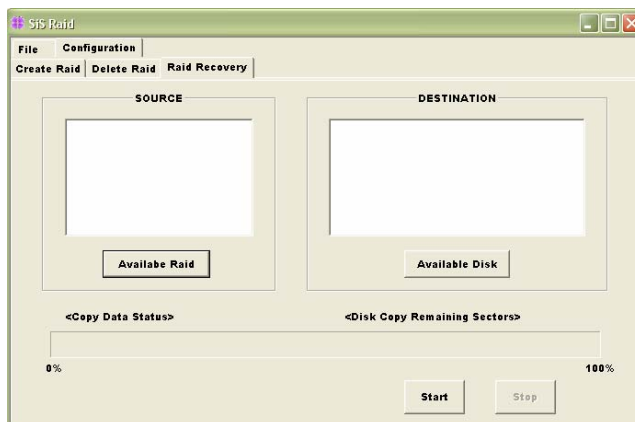 SiS Raid
File Configuration
Create Raid Delete Raid Raid Recovery
SOURCE DESTINATION
Availabe Raid Available Disk
<Copy Data Status> <Disk Copy Remaining Sectors>
0% 100%
Start Stop